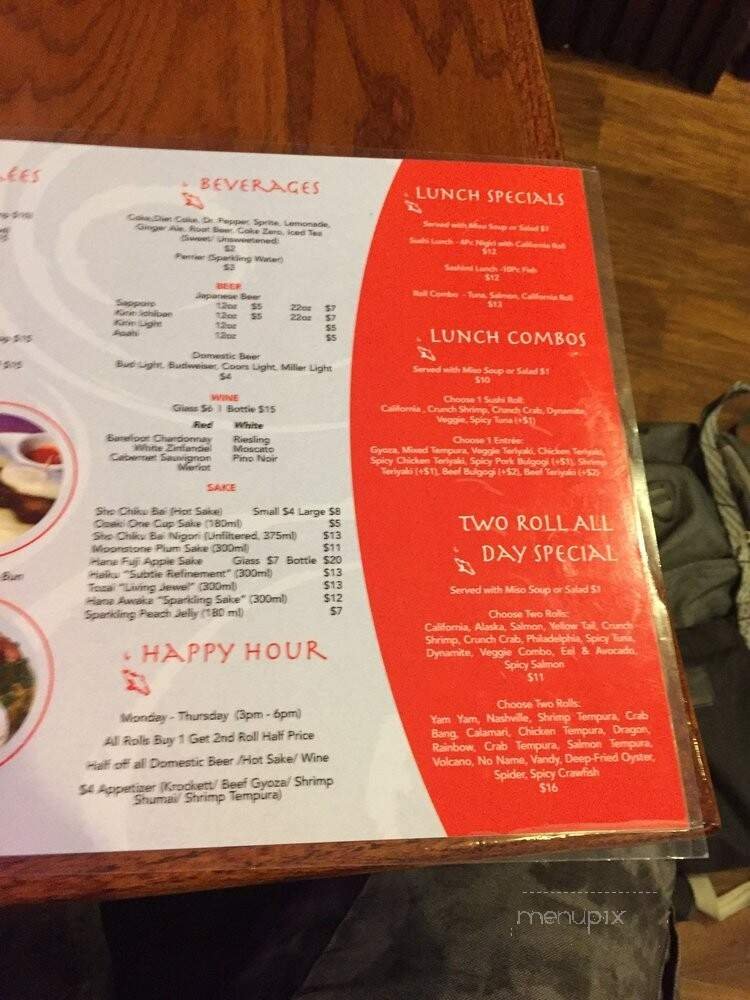 BEVERAGES
Coke, Diet Coke, Dr. Pepper, Sprite, Lemonade,
Ginger Ale, Root Beer, Coke Zero, Iced Tea
(Sweet/ Unsweetened)
$2
Perrier (Sparkling Water)
$3
BEER
Japanese Beer
Sapporo 12oz $5 22oz $7
Kirin Ichiban 12oz $5 22oz $7
Kirin Light 12oz $5
Asahi 12oz $5
Domestic Beer
Bud Light, Budweiser, Coors Light, Miller Light
$4
WINE
Glass $6 | Bottle $15
Red White
Barefoot Chardonnay Riesling
White Zinfandel Moscato
Cabernet Sauvignon Pino Noir
Merlot
SAKE
Sho Chiku Bai (Hot Sake) Small $4 Large $8
Ozeki One Cup Sake (180ml) $5
Sho Chiku Bai Nigori (Unfiltered, 375ml) $13
Moonstone Plum Sake (300ml) $11
Hana Fuji Apple Sake Glass $7 Bottle $20
Haiku "Subtle Refinement" (300ml) $13
Tozai "Living Jewel" (300ml) $13
Hana Awaka "Sparkling Sake" (300ml) $12
Sparkling Peach Jelly (180 ml) $7
HAPPY HOUR
Monday - Thursday (3pm - 6pm)
All Rolls Buy 1 Get 2nd Roll Half Price
Half off all Domestic Beer /Hot Sake/ Wine
$4 Appetizer (Krockett/ Beef Gyoza/ Shrimp
Shumai/ Shrimp Tempura)
LUNCH SPECIALS
Served with Miso Soup or Salad $1
Sushi Lunch - 4Pc Nigiri with California Roll
$12
Sashimi Lunch -10Pc Fish
$12
Roll Combo - Tuna, Salmon, California Roll
$13
LUNCH COMBOS
Served with Miso Soup or Salad $1
$10
Choose 1 Sushi Roll:
California , Crunch Shrimp, Crunch Crab, Dynamite,
Veggie, Spicy Tuna (+$1)
Choose 1 Entrée:
Gyoza, Mixed Tempura, Veggie Teriyaki, Chicken Teriyaki,
Spicy Chicken Teriyaki, Spicy Pork Bulgogi (+$1), Shrimp
Teriyaki (+$1), Beef Bulgogi (+$2), Beef Teriyaki (+$2)
TWO ROLL ALL
DAY SPECIAL
Served with Miso Soup or Salad $1
Choose Two Rolls:
California, Alaska, Salmon, Yellow Tail, Crunch
Shrimp, Crunch Crab, Philadelphia, Spicy Tuna,
Dynamite, Veggie Combo, Eel & Avocado,
Spicy Salmon
$11
Choose Two Rolls:
Yam Yam, Nashville, Shrimp Tempura, Crab
Bang, Calamari, Chicken Tempura, Dragon,
Rainbow, Crab Tempura, Salmon Tempura,
Volcano, No Name, Vandy, Deep-Fried Oyster,
Spider, Spicy Crawfish
$16
menupix